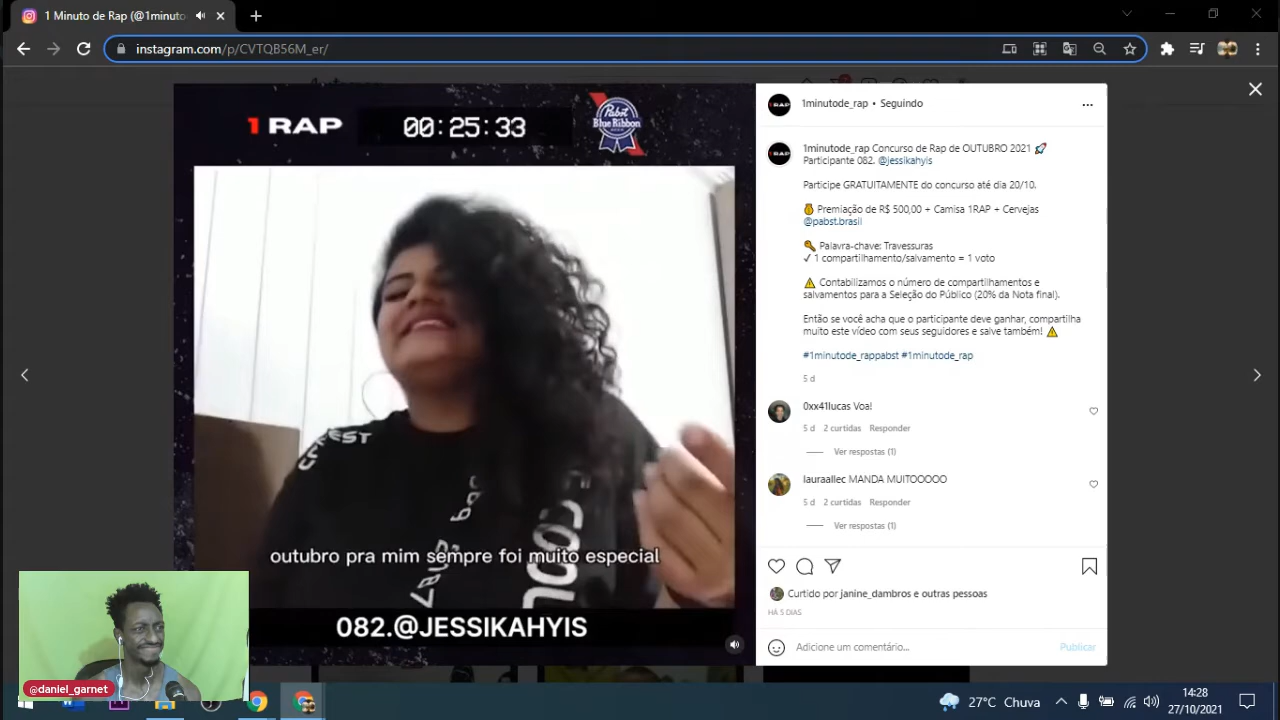 1 Minuto de Rap (@1minuto
instagram.com/p/CVTQB56M_er/
1 RAP
00:25:33
Pabst
Blue Ribbon
outubro pra mim sempre foi muito especial
082.@JESSIKAHYIS
@daniel_garnet
1minutode_rap • Seguindo
1minutode_rap Concurso de Rap de OUTUBRO 2021 🚀
Participante 082. @jessikahyis
Participe GRATUITAMENTE do concurso até dia 20/10.
🏅 Premiação de R$ 500,00 + Camisa 1RAP + Cervejas
@pabst.brasil
🔑 Palavra-chave: Travessuras
✓ 1 compartilhamento/salvamento = 1 voto
⚠️ Contabilizamos o número de compartilhamentos e
salvamentos para a Seleção do Público (20% da Nota final).
Então se você acha que o participante deve ganhar, compartilha
muito este vídeo com seus seguidores e salve também! ⚠️
#1minutode_rappabst #1minutode_rap
5 d
0xx41lucas Voa!
5 d 2 curtidas Responder
Ver respostas (1)
lauraallec MANDA MUITOOOOO
5 d 2 curtidas Responder
Ver respostas (1)
Curtido por janine_dambros e outras pessoas
HÁ 5 DIAS
Adicione um comentário... Publicar
27°C Chuva
14:28
27/10/2021